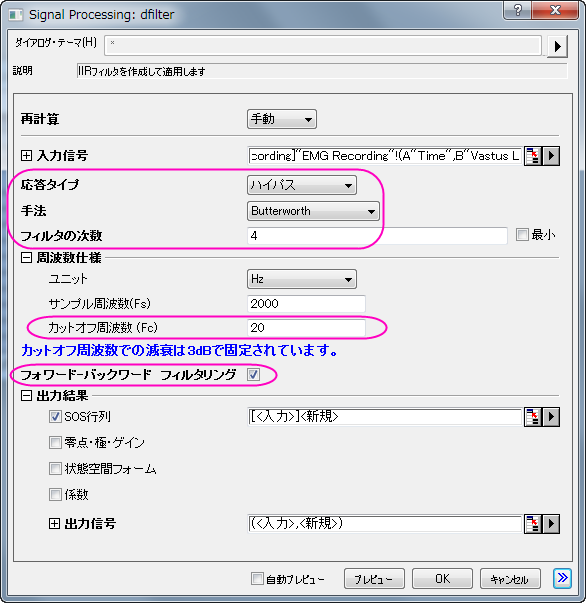 Signal Processing: dfilter
ダイアログ・テーマ(H) *
説明 IIRフィルタを作成して適用します
再計算 手動
入力信号 cording]"EMG Recording"!(A"Time",B"Vastus L
応答タイプ ハイパス
手法 Butterworth
フィルタの次数 4 最小
周波数仕様
ユニット Hz
サンプル周波数(Fs) 2000
カットオフ周波数 (Fc) 20
カットオフ周波数での減衰は3dBで固定されています。
フォワード-バックワード フィルタリング
出力結果
SOS行列 [<入力>]<新規>
零点・極・ゲイン
状態空間フォーム
係数
出力信号 (<入力>,<新規>)
自動プレビュー プレビュー OK キャンセル